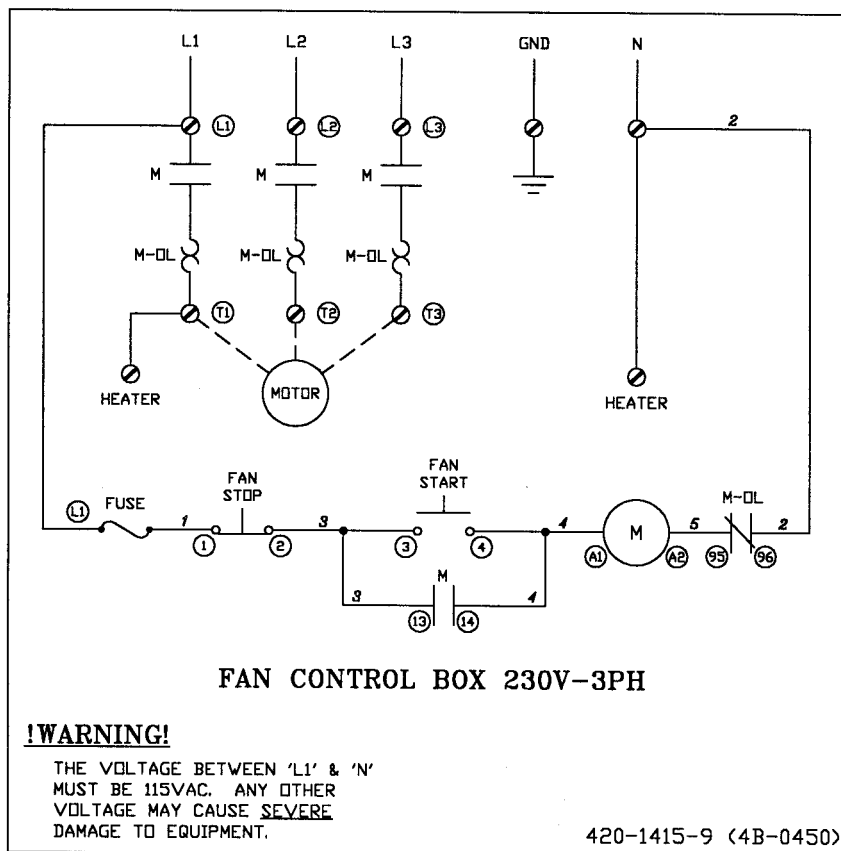 L1 L2 L3 GND N
L1 L2 L3 2
M M M
M-OL M-OL M-OL
T1 T2 T3
HEATER MOTOR HEATER
FAN
STOP
FAN
START
L1 FUSE 1 3 4 M 5 M-OL 2
1 2 3 4 A1 A2 95 96
M
3 4
13 14
FAN CONTROL BOX 230V-3PH
!WARNING!
THE VOLTAGE BETWEEN 'L1' & 'N'
MUST BE 115VAC. ANY OTHER
VOLTAGE MAY CAUSE SEVERE
DAMAGE TO EQUIPMENT.
420-1415-9 (4B-0450)